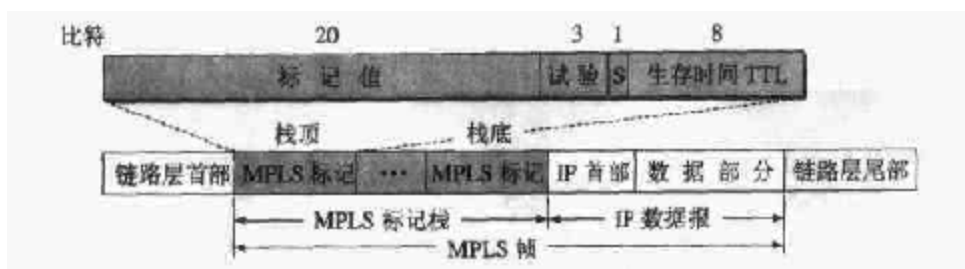 比特 20 3 1 8
标 记 值 试验 S 生存时间 TTL
栈顶 栈底
链路层首部 MPLS 标记 … MPLS 标记 IP 首部 数 据 部 分 链路层尾部
MPLS 标记栈 IP 数据报
MPLS 帧